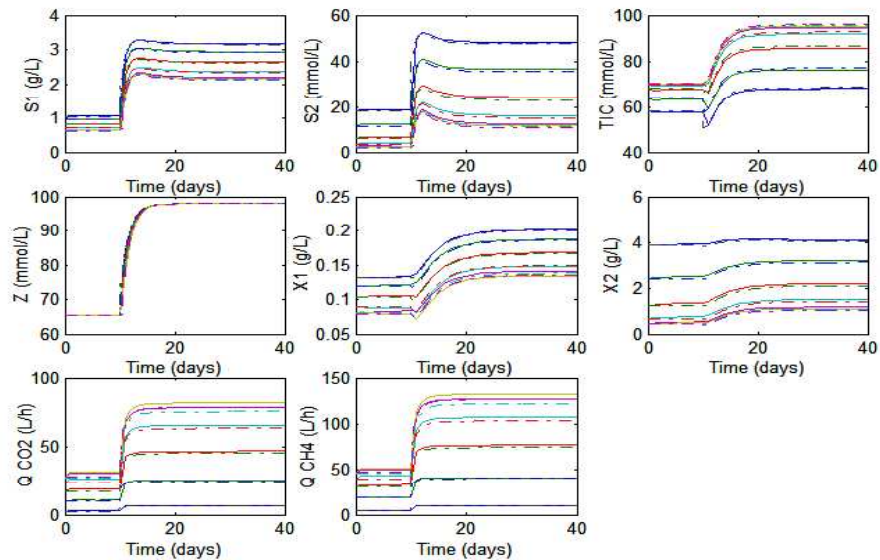 4
3
2
1
0
0 20 40
Time (days)
S1 (g/L)
60
40
20
0
0 20 40
Time (days)
S2 (mmol/L)
100
80
60
40
0 20 40
Time (days)
TIC (mmol/L)
100
90
80
70
60
0 20 40
Time (days)
Z (mmol/L)
0.25
0.2
0.15
0.1
0.05
0 20 40
Time (days)
X1 (g/L)
6
4
2
0
0 20 40
Time (days)
X2 (g/L)
100
50
0
0 20 40
Time (days)
Q CO2 (L/h)
150
100
50
0
0 20 40
Time (days)
Q CH4 (L/h)